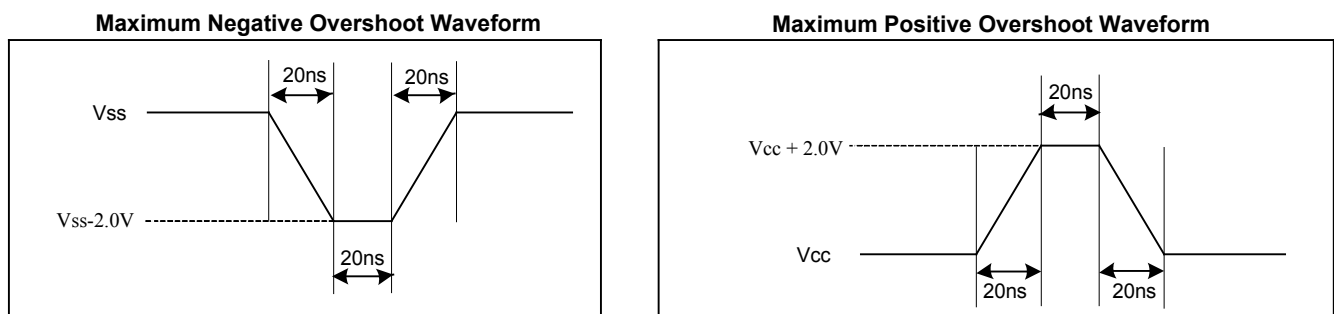 Maximum Negative Overshoot Waveform
20ns
20ns
Vss
Vss-2.0V
20ns
Maximum Positive Overshoot Waveform
20ns
Vcc + 2.0V
Vcc
20ns
20ns